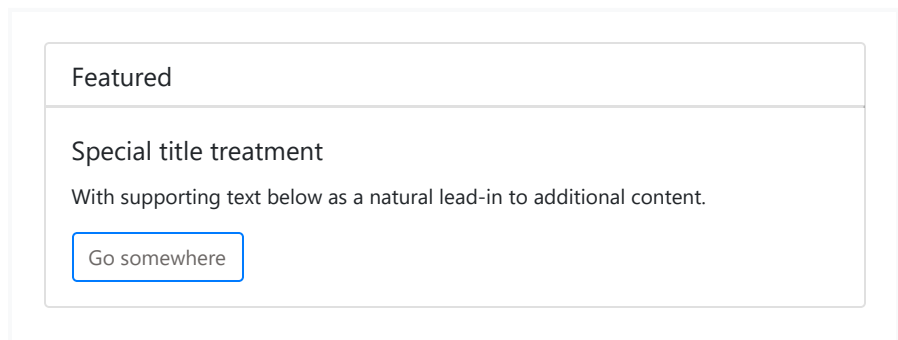 Featured
Special title treatment
With supporting text below as a natural lead-in to additional content.
Go somewhere